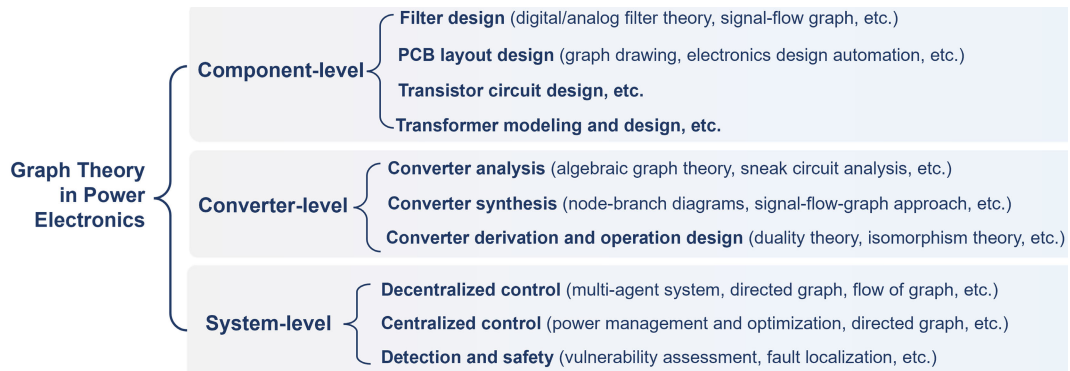 Graph Theory
in Power
Electronics
Component-level
Filter design (digital/analog filter theory, signal-flow graph, etc.)
PCB layout design (graph drawing, electronics design automation, etc.)
Transistor circuit design, etc.
Transformer modeling and design, etc.
Converter-level
Converter analysis (algebraic graph theory, sneak circuit analysis, etc.)
Converter synthesis (node-branch diagrams, signal-flow-graph approach, etc.)
Converter derivation and operation design (duality theory, isomorphism theory, etc.)
System-level
Decentralized control (multi-agent system, directed graph, flow of graph, etc.)
Centralized control (power management and optimization, directed graph, etc.)
Detection and safety (vulnerability assessment, fault localization, etc.)